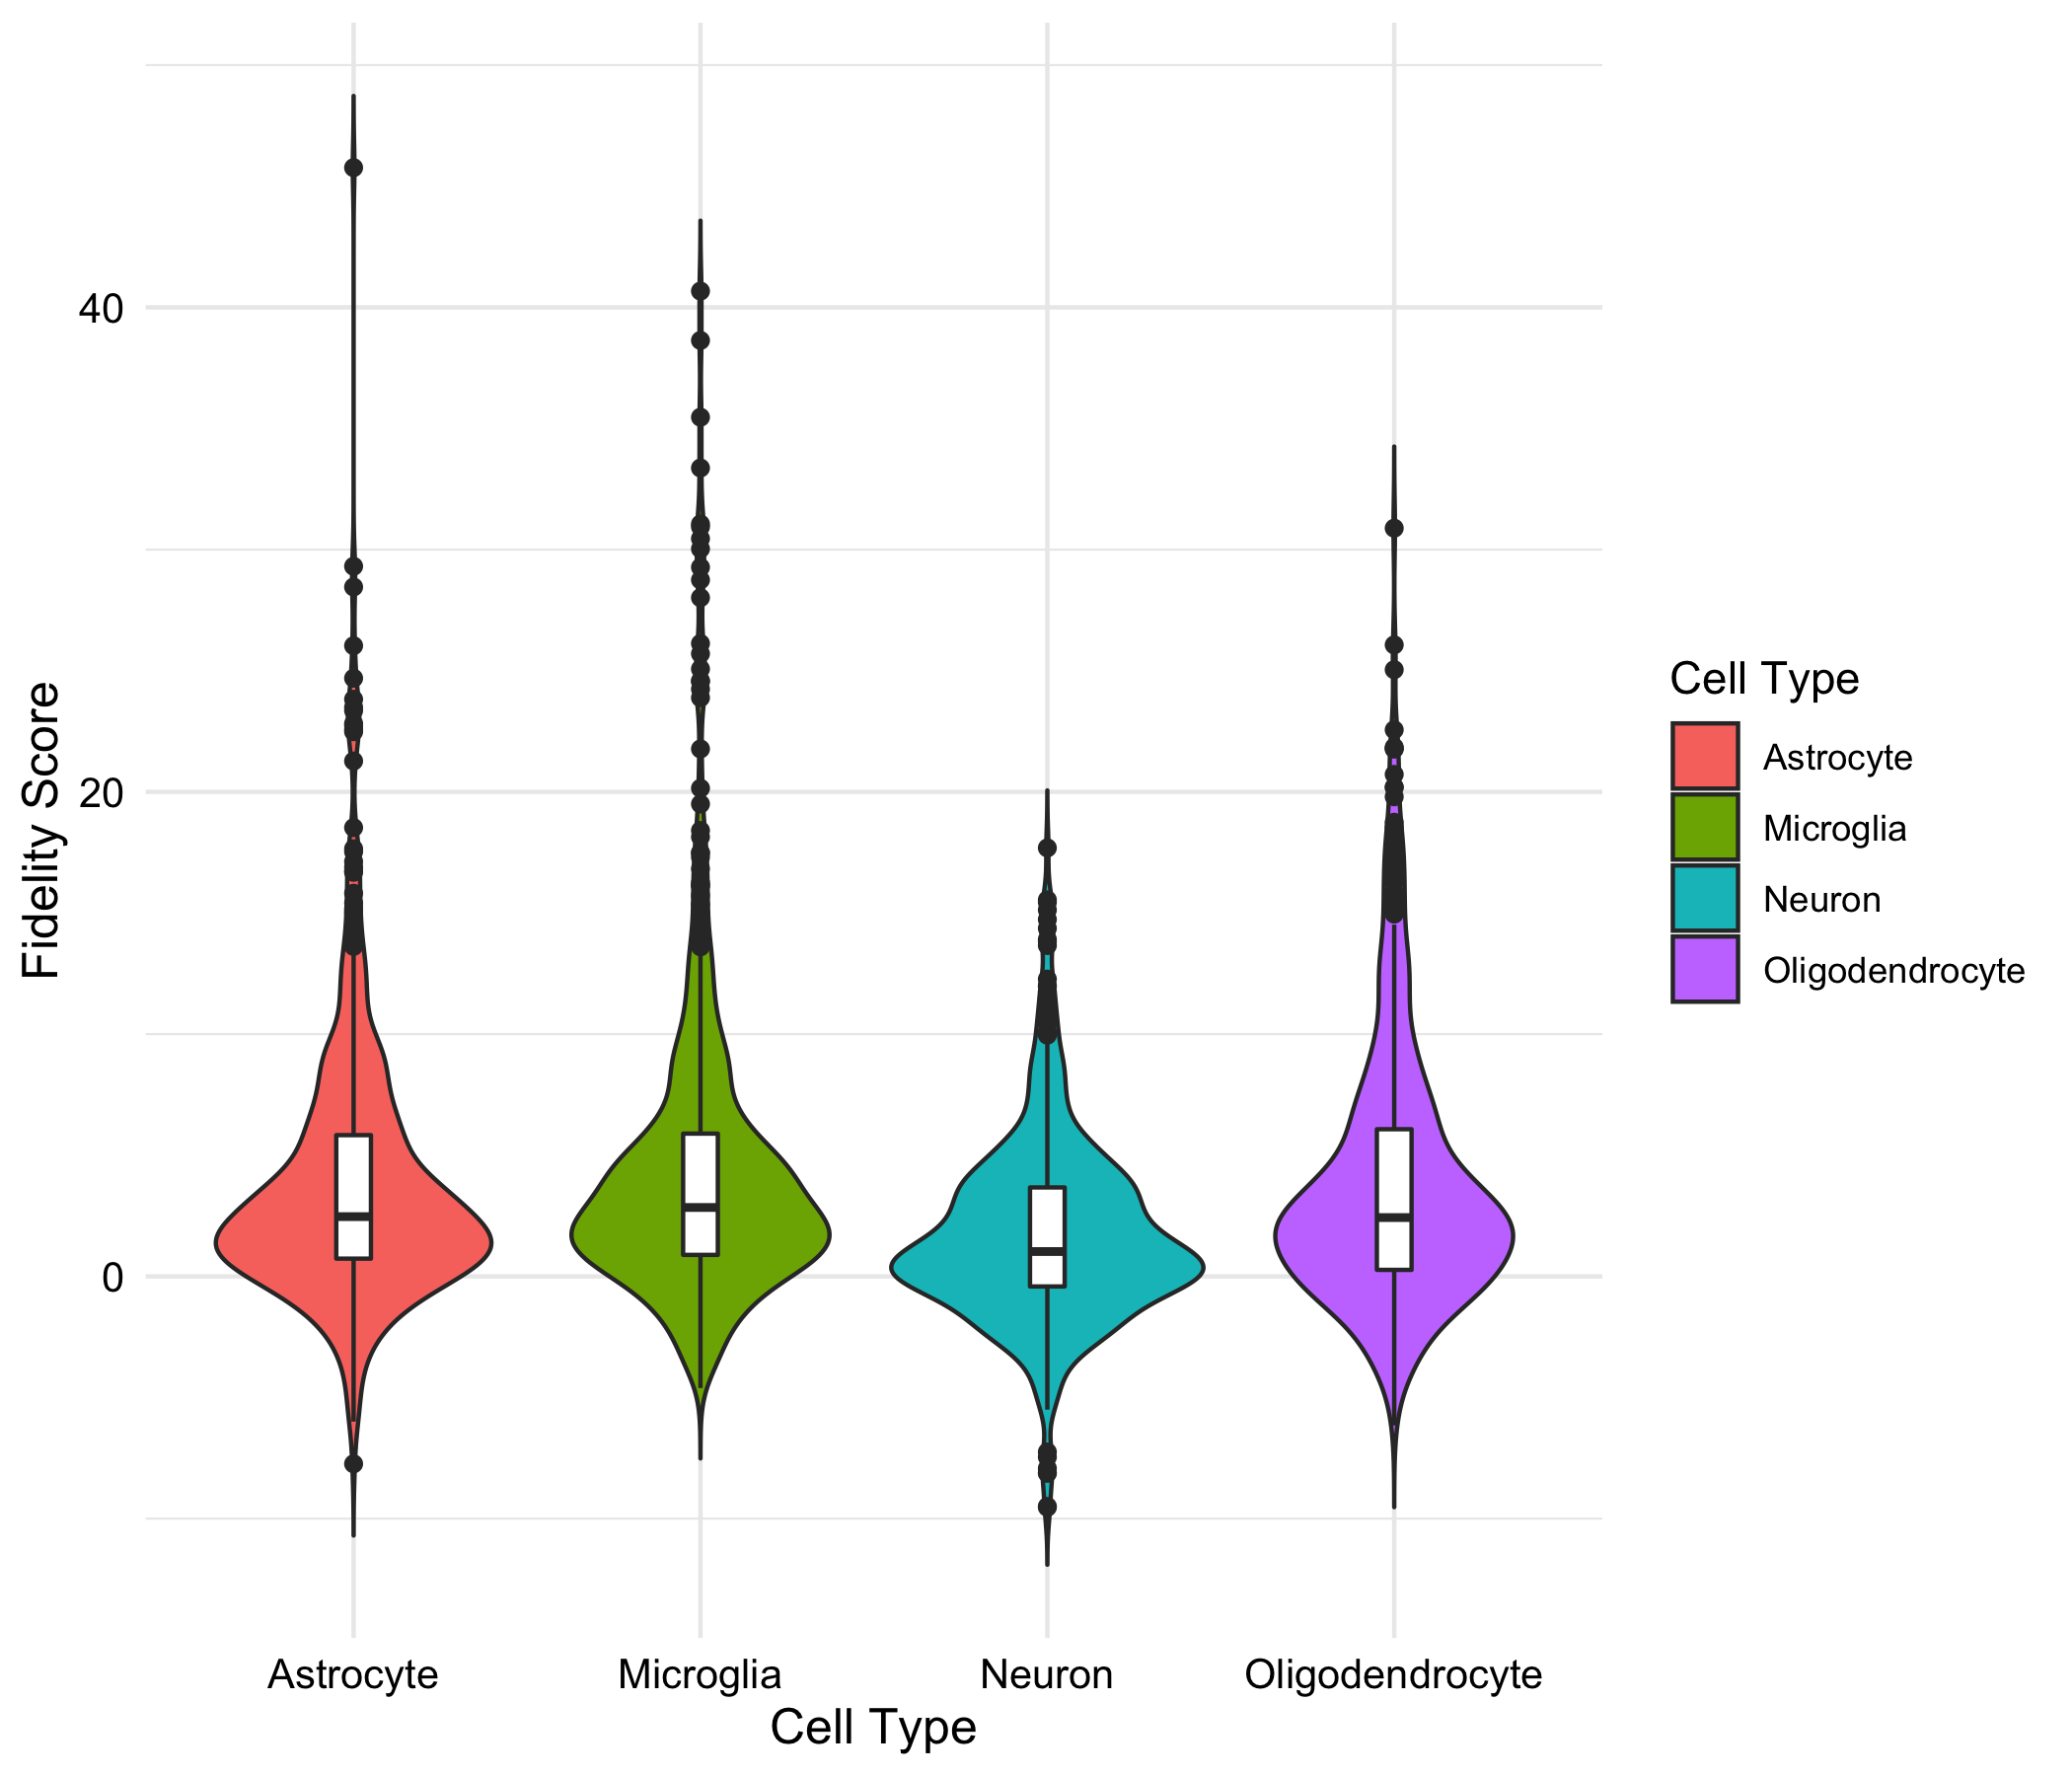 Fidelity Score
40
20
0
Astrocyte
Microglia
Neuron
Oligodendrocyte
Cell Type
Cell Type
Astrocyte
Microglia
Neuron
Oligodendrocyte